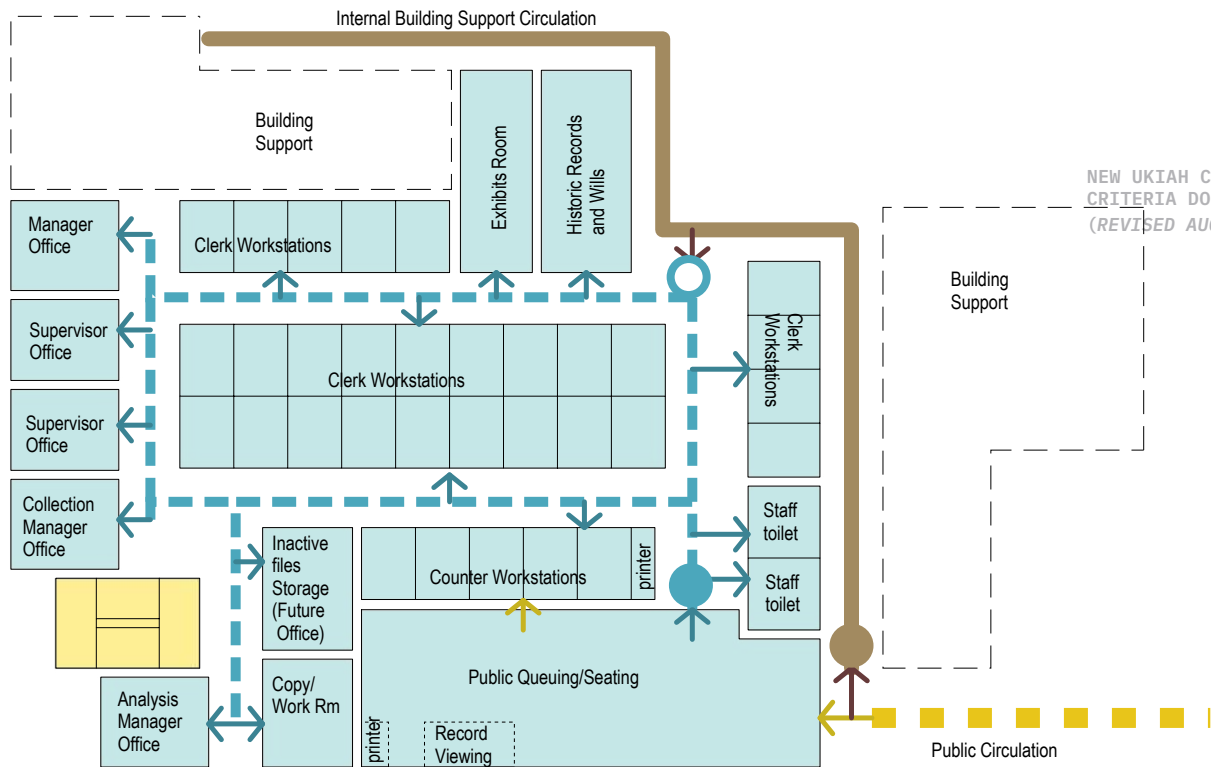 Internal Building Support Circulation
Building
Support
Exhibits Room
Historic Records
and Wills
NEW UKIAH C
CRITERIA DO
(REVISED AUG
Manager
Office
Clerk Workstations
Building
Support
Supervisor
Office
Clerk Workstations
Clerk
Workstations
Supervisor
Office
Collection
Manager
Office
Inactive
files
Storage
(Future
Office)
Counter Workstations
printer
Staff
toilet
Staff
toilet
Analysis
Manager
Office
Copy/
Work Rm
Public Queuing/Seating
printer
Record
Viewing
Public Circulation